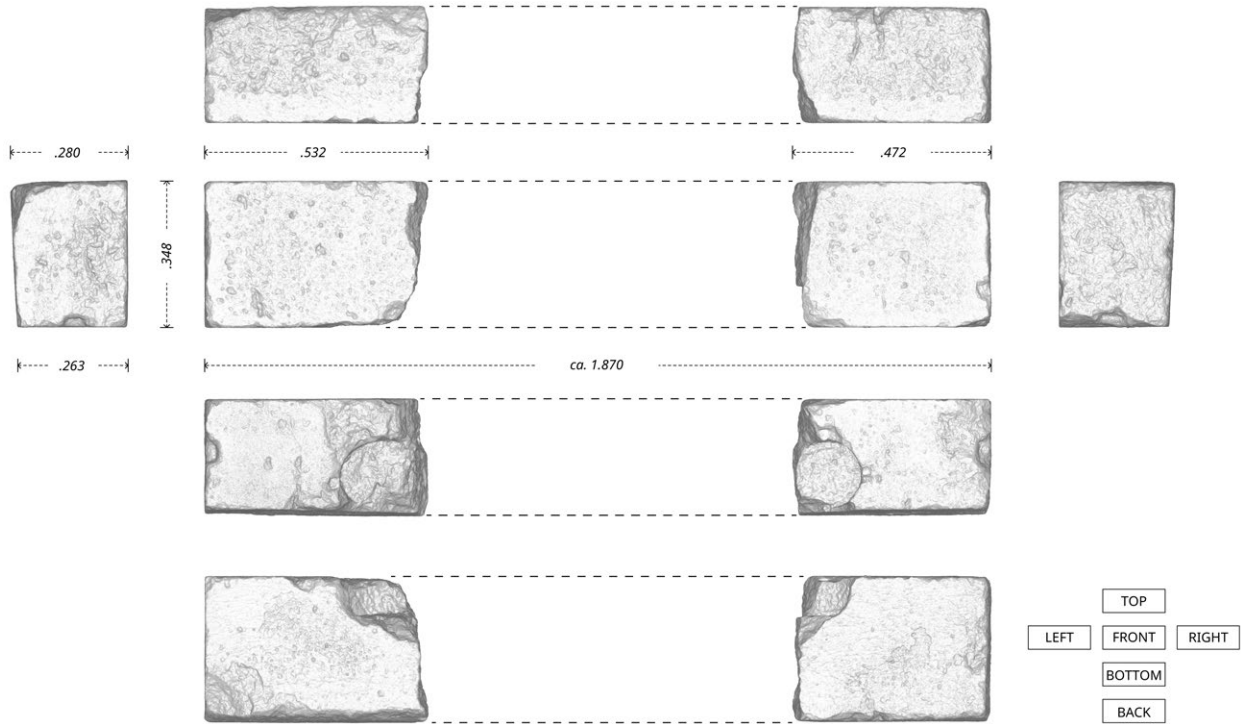 .280
.532
.472
.348
.263
ca. 1.870
TOP
LEFT FRONT RIGHT
BOTTOM
BACK